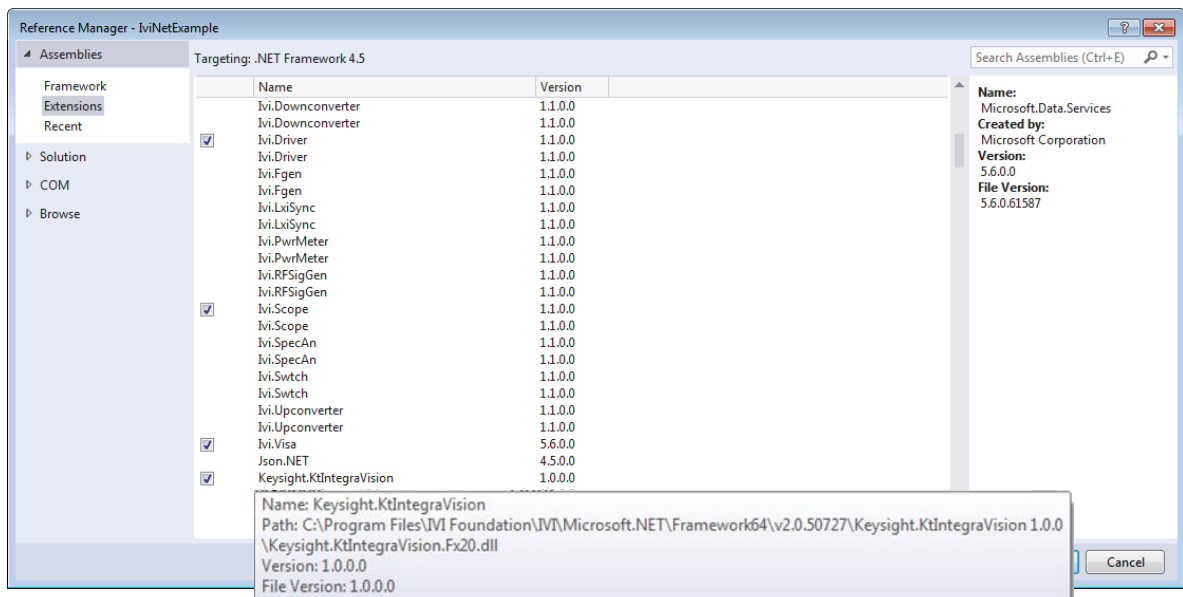 Reference Manager - IviNetExample
Assemblies
Framework
Extensions
Recent
Solution
COM
Browse
Targeting: .NET Framework 4.5
Name Version
Ivi.Downconverter 1.1.0.0
Ivi.Downconverter 1.1.0.0
Ivi.Driver 1.1.0.0
Ivi.Driver 1.1.0.0
Ivi.Fgen 1.1.0.0
Ivi.Fgen 1.1.0.0
Ivi.LxiSync 1.1.0.0
Ivi.LxiSync 1.1.0.0
Ivi.PwrMeter 1.1.0.0
Ivi.PwrMeter 1.1.0.0
Ivi.RFSigGen 1.1.0.0
Ivi.RFSigGen 1.1.0.0
Ivi.Scope 1.1.0.0
Ivi.Scope 1.1.0.0
Ivi.SpecAn 1.1.0.0
Ivi.SpecAn 1.1.0.0
Ivi.Swtch 1.1.0.0
Ivi.Swtch 1.1.0.0
Ivi.Upconverter 1.1.0.0
Ivi.Upconverter 1.1.0.0
Ivi.Visa 5.6.0.0
Json.NET 4.5.0.0
Keysight.KtIntegraVision 1.0.0.0
Name: Keysight.KtIntegraVision
Path: C:\Program Files\IVI Foundation\IVI\Microsoft.NET\Framework64\v2.0.50727\Keysight.KtIntegraVision 1.0.0
\Keysight.KtIntegraVision.Fx20.dll
Version: 1.0.0.0
File Version: 1.0.0.0
Search Assemblies (Ctrl+E)
Name:
Microsoft.Data.Services
Created by:
Microsoft Corporation
Version:
5.6.0.0
File Version:
5.6.0.61587
Cancel